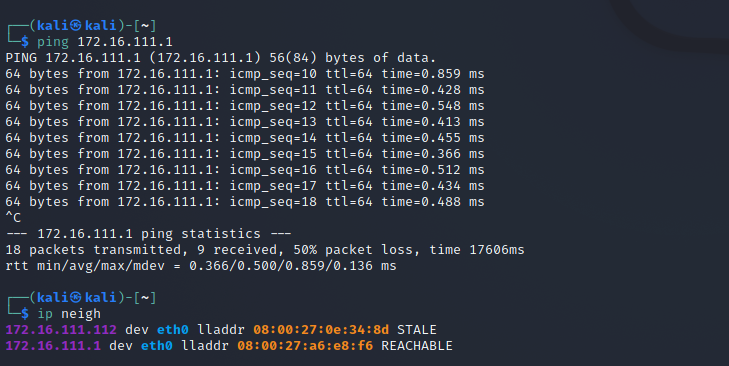 ┌──(kali㉿kali)-[~]
└─$ ping 172.16.111.1
PING 172.16.111.1 (172.16.111.1) 56(84) bytes of data.
64 bytes from 172.16.111.1: icmp_seq=10 ttl=64 time=0.859 ms
64 bytes from 172.16.111.1: icmp_seq=11 ttl=64 time=0.428 ms
64 bytes from 172.16.111.1: icmp_seq=12 ttl=64 time=0.548 ms
64 bytes from 172.16.111.1: icmp_seq=13 ttl=64 time=0.413 ms
64 bytes from 172.16.111.1: icmp_seq=14 ttl=64 time=0.455 ms
64 bytes from 172.16.111.1: icmp_seq=15 ttl=64 time=0.366 ms
64 bytes from 172.16.111.1: icmp_seq=16 ttl=64 time=0.512 ms
64 bytes from 172.16.111.1: icmp_seq=17 ttl=64 time=0.434 ms
64 bytes from 172.16.111.1: icmp_seq=18 ttl=64 time=0.488 ms
^C
--- 172.16.111.1 ping statistics ---
18 packets transmitted, 9 received, 50% packet loss, time 17606ms
rtt min/avg/max/mdev = 0.366/0.500/0.859/0.136 ms
┌──(kali㉿kali)-[~]
└─$ ip neigh
172.16.111.112 dev eth0 lladdr 08:00:27:0e:34:8d STALE
172.16.111.1 dev eth0 lladdr 08:00:27:a6:e8:f6 REACHABLE